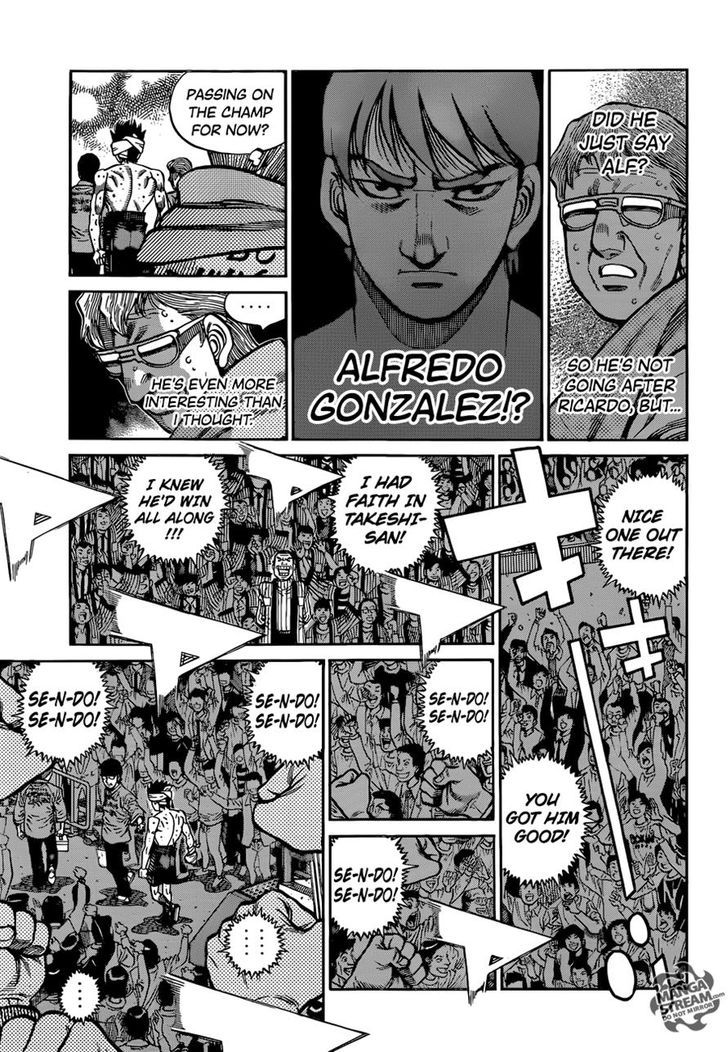 DID HE
JUST SAY
ALF?
SO HE'S NOT
GOING AFTER
RICARDO, BUT...
ALFREDO
GONZALEZ!?
PASSING ON
THE CHAMP
FOR NOW?
....
HE'S EVEN MORE
INTERESTING THAN
I THOUGHT.
NICE
ONE OUT
THERE!
YOU
GOT HIM
GOOD!
I HAD
FAITH IN
TAKESHI-
SAN!
I KNEW
HE'D WIN
ALL ALONG
!!!
SE-N-DO!
SE-N-DO!
SE-N-DO!
SE-N-DO!
SE-N-DO!
SE-N-DO!
SE-N-DO!
SE-N-DO!
....
....
MANGA
STREAM.com
DO NOT MIRROR!